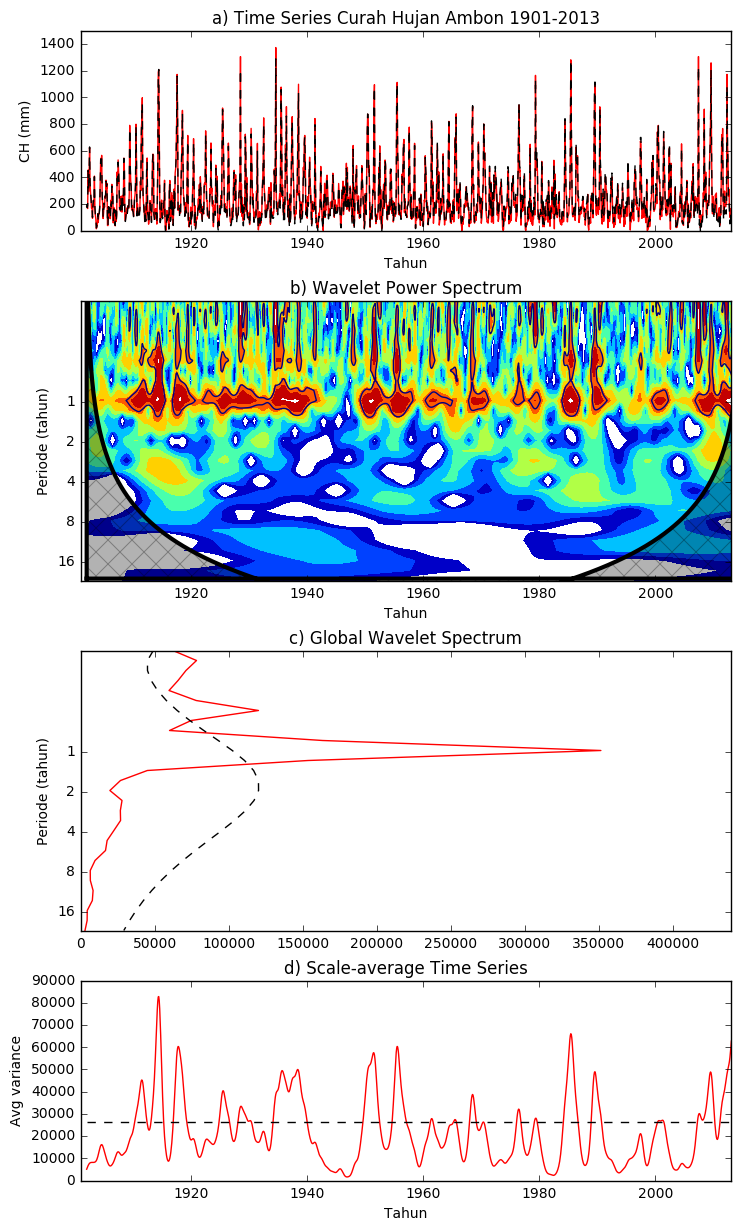 a) Time Series Curah Hujan Ambon 1901-2013
1400
1200
1000
800
600
400
200
0
CH (mm)
1920 1940 1960 1980 2000
Tahun
b) Wavelet Power Spectrum
1
2
4
8
16
Periode (tahun)
1920 1940 1960 1980 2000
Tahun
c) Global Wavelet Spectrum
1
2
4
8
16
Periode (tahun)
0 50000 100000 150000 200000 250000 300000 350000 400000
d) Scale-average Time Series
90000
80000
70000
60000
50000
40000
30000
20000
10000
0
Avg variance
1920 1940 1960 1980 2000
Tahun